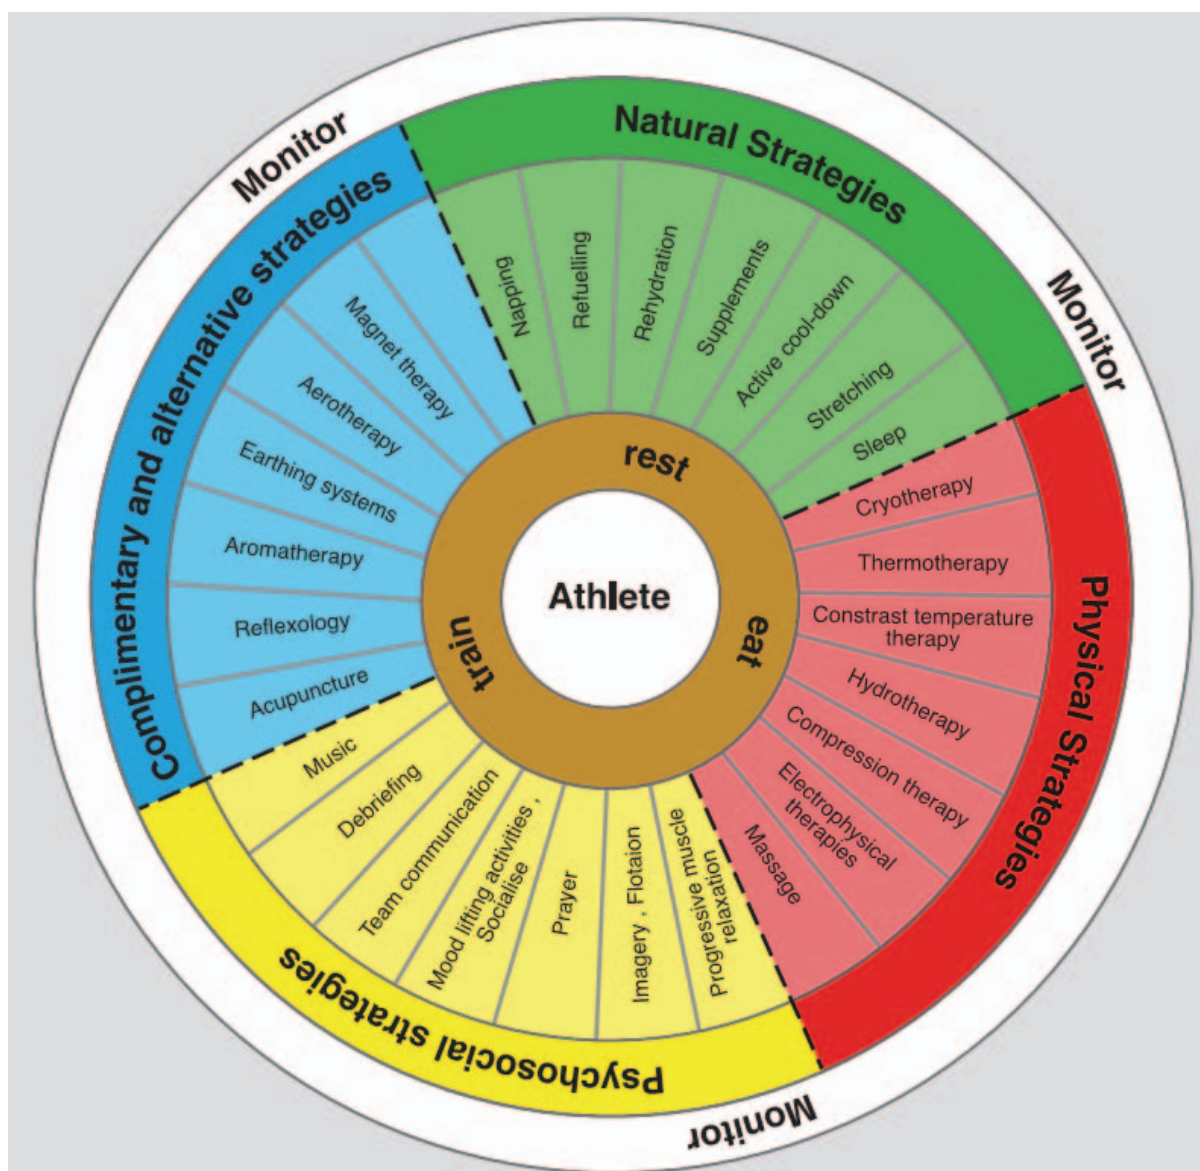 Monitor
Monitor
Monitor
Natural Strategies
Napping
Refuelling
Rehydration
Supplements
Active cool-down
Stretching
Sleep
Physical Strategies
Cryotherapy
Thermotherapy
Constrast temperature
therapy
Hydrotherapy
Compression therapy
Electrophysical
therapies
Massage
Psychosocial strategies
Progressive muscle
relaxation
Imagery , Flotaion
Prayer
Mood lifting activities ,
Socialise
Team communication
Debriefing
Music
Complimentary and alternative strategies
Acupuncture
Reflexology
Aromatherapy
Earthing systems
Aerotherapy
Magnet therapy
rest
eat
train
Athlete